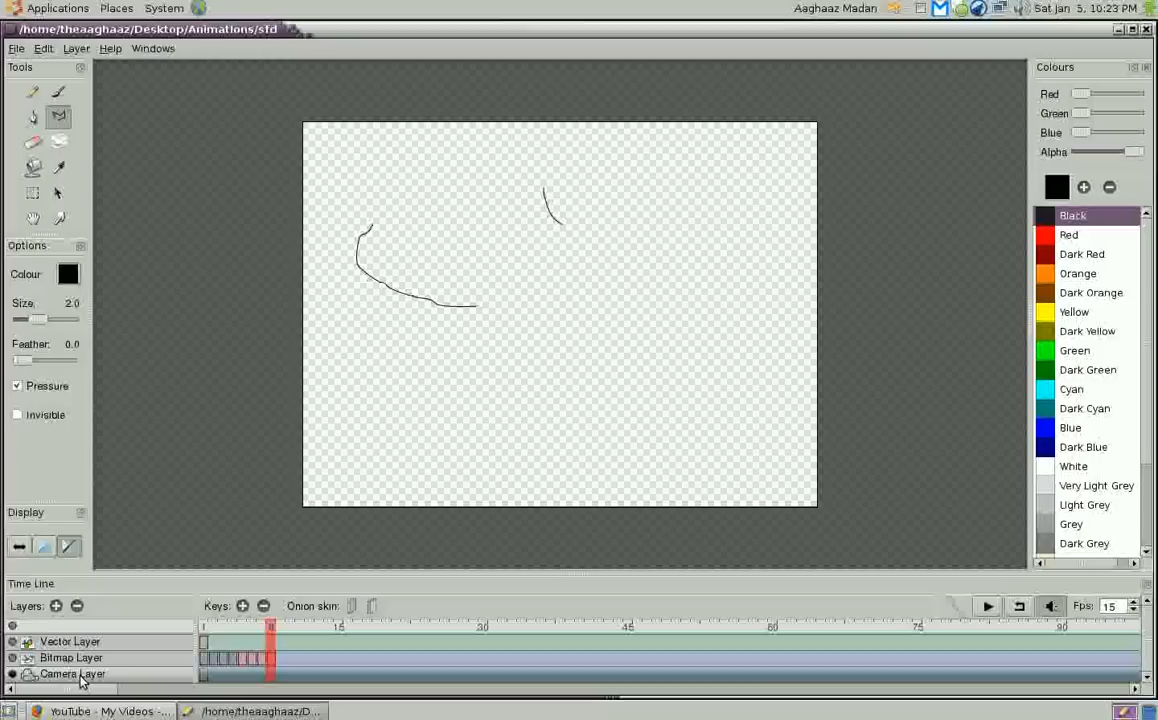 Applications Places System Aaghaaz Madan Sat Jan 5, 10:23 PM
/home/theaaghaaz/Desktop/Animations/sfd
File Edit Layer Help Windows
Tools
Colours
Red
Green
Blue
Alpha
Black
Red
Dark Red
Orange
Dark Orange
Yellow
Dark Yellow
Green
Dark Green
Cyan
Dark Cyan
Blue
Dark Blue
White
Very Light Grey
Light Grey
Grey
Dark Grey
Options
Colour:
Size: 2.0
Feather: 0.0
Pressure
Invisible
Display
Time Line
Layers: Keys: Onion skin: Fps: 15
1 15 30 45 60 75 90
Vector Layer
Bitmap Layer
Camera Layer
YouTube - My Videos -... /home/theaaghaaz/D...